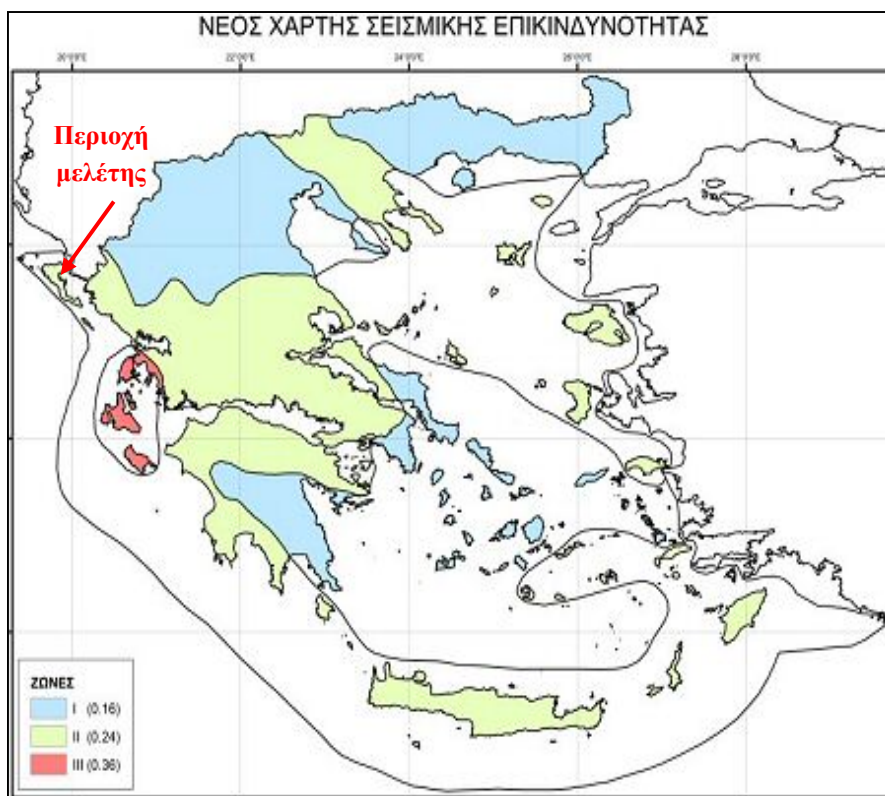 ΝΕΟΣ ΧΑΡΤΗΣ ΣΕΙΣΜΙΚΗΣ ΕΠΙΚΙΝΔΥΝΟΤΗΤΑΣ
Περιοχή
μελέτης
ΖΩΝΕΣ
I (0.16)
II (0.24)
III (0.36)